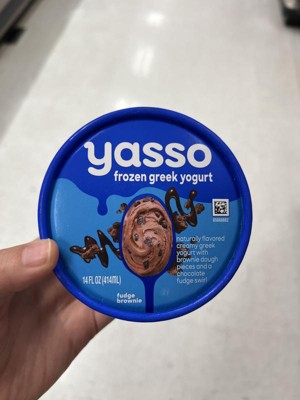 yasso
frozen greek yogurt
naturally flavored
creamy greek
yogurt with
brownie dough
pieces and a
chocolate
fudge swirl
14 FL OZ (414ML)
fudge
brownie